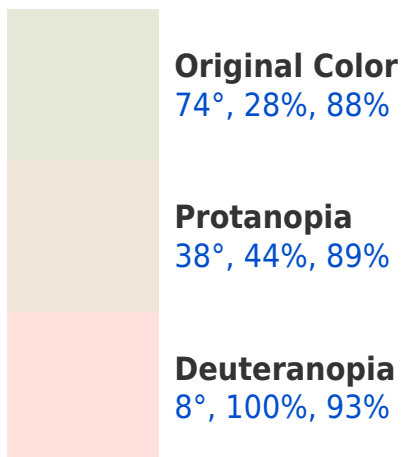 Original Color
74°, 28%, 88%
Protanopia
38°, 44%, 89%
Deuteranopia
8°, 100%, 93%